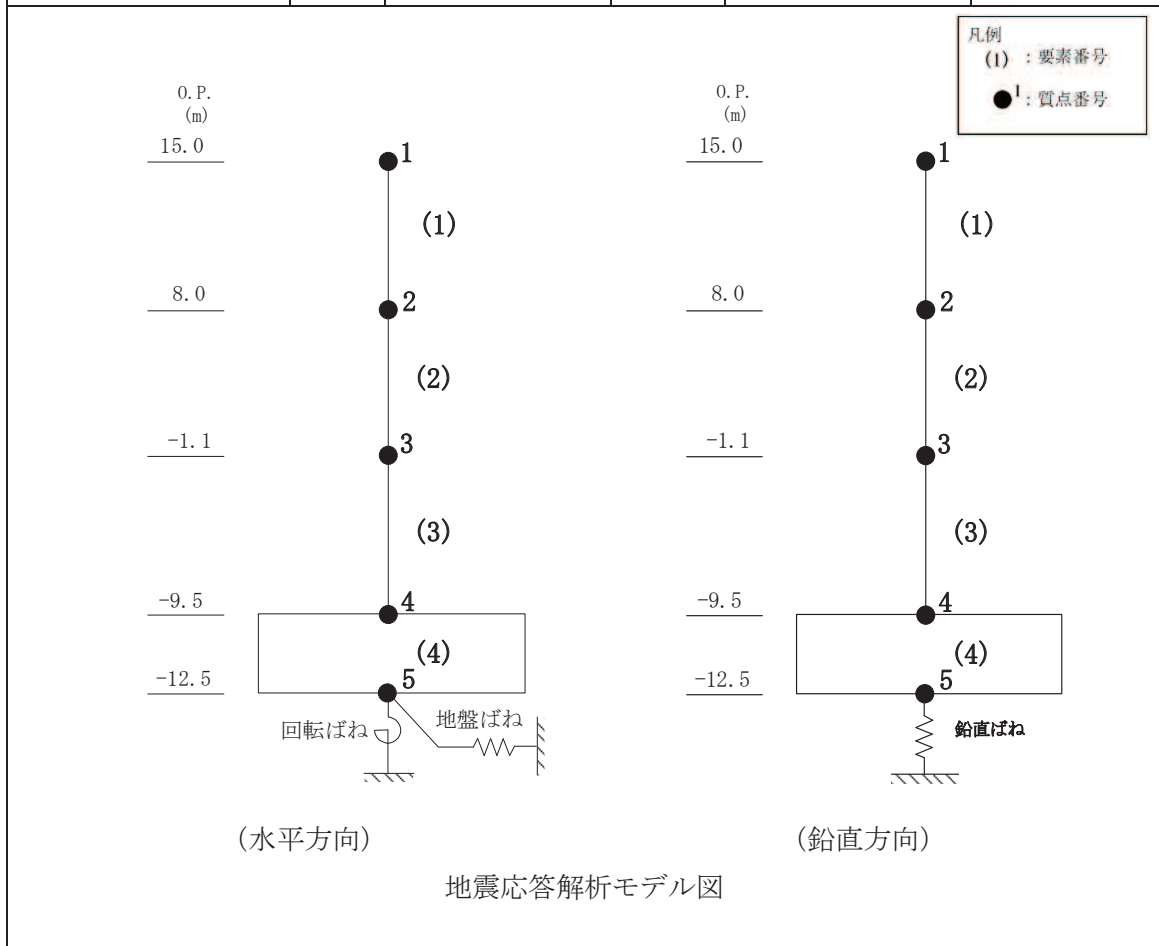 凡例
(1) : 要素番号
1 : 質点番号
O.P.
(m)
15.0
8.0
-1.1
-9.5
-12.5
1
(1)
2
(2)
3
(3)
4
(4)
5
回転ばね
地盤ばね
(水平方向)
O.P.
(m)
15.0
8.0
-1.1
-9.5
-12.5
1
(1)
2
(2)
3
(3)
4
(4)
5
鉛直ばね
(鉛直方向)
地震応答解析モデル図